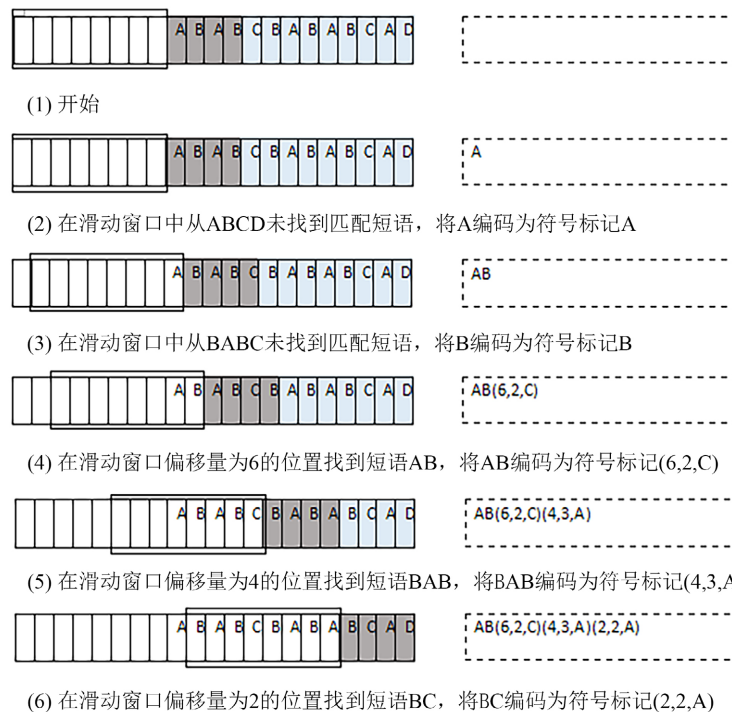 A B A B C B A B A B C A D
(1) 开始
A B A B C B A B A B C A D
A
(2) 在滑动窗口中从ABCD未找到匹配短语，将A编码为符号标记A
A B A B C B A B A B C A D
AB
(3) 在滑动窗口中从BABC未找到匹配短语，将B编码为符号标记B
A B A B C B A B A B C A D
AB(6,2,C)
(4) 在滑动窗口偏移量为6的位置找到短语AB，将AB编码为符号标记(6,2,C)
A B A B C B A B A B C A D
AB(6,2,C)(4,3,A)
(5) 在滑动窗口偏移量为4的位置找到短语BAB，将BAB编码为符号标记(4,3,A
A B A B C B A B A B C A D
AB(6,2,C)(4,3,A)(2,2,A)
(6) 在滑动窗口偏移量为2的位置找到短语BC，将BC编码为符号标记(2,2,A)